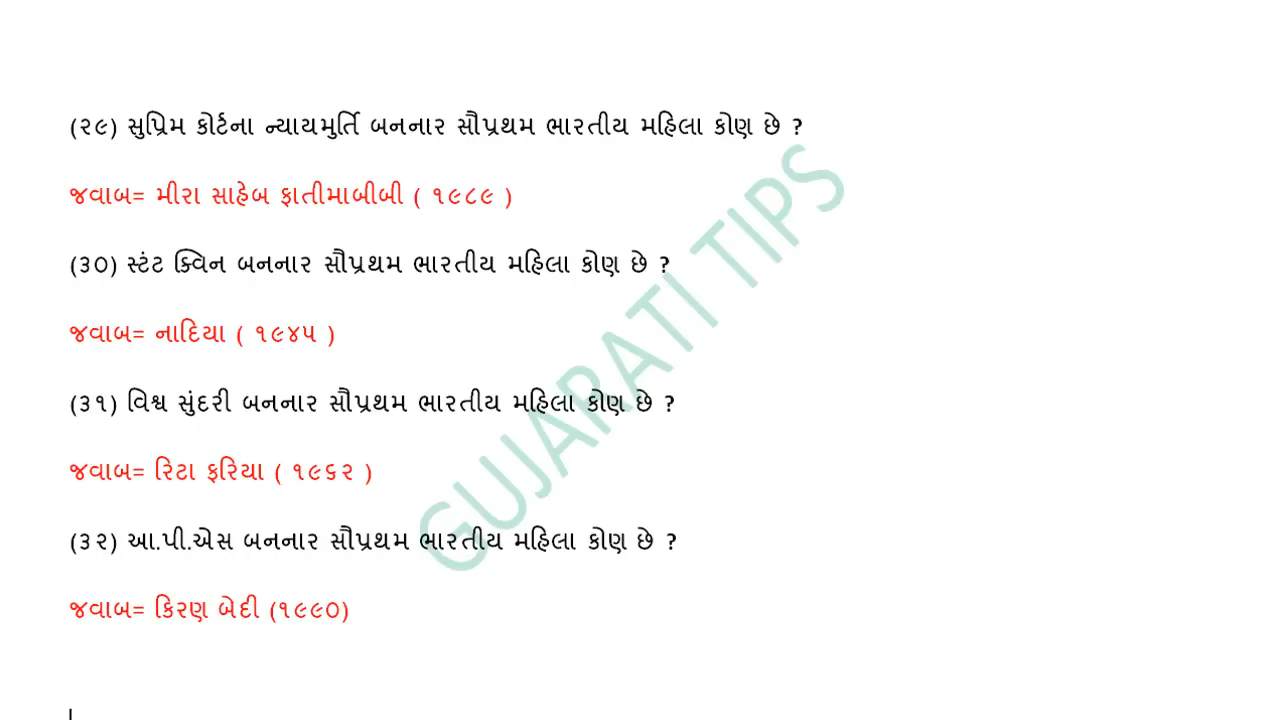 (૨૯) સુપ્રિમ કોર્ટના ન્યાયમુર્તિ બનનાર સૌપ્રથમ ભારતીય મહિલા કોણ છે ?
જવાબ= મીરા સાહેબ ફાતીમાબીબી ( ૧૯૮૯ )
(૩૦) સ્ટંટ ક્વિન બનનાર સૌપ્રથમ ભારતીય મહિલા કોણ છે ?
જવાબ= નાદિયા ( ૧૯૪૫ )
(૩૧) વિશ્વ સુંદરી બનનાર સૌપ્રથમ ભારતીય મહિલા કોણ છે ?
જવાબ= રિટા ફરિયા ( ૧૯૬૨ )
(૩૨) આ.પી.એસ બનનાર સૌપ્રથમ ભારતીય મહિલા કોણ છે ?
જવાબ= કિરણ બેદી (૧૯૯૦)
GUJARATI TIPS